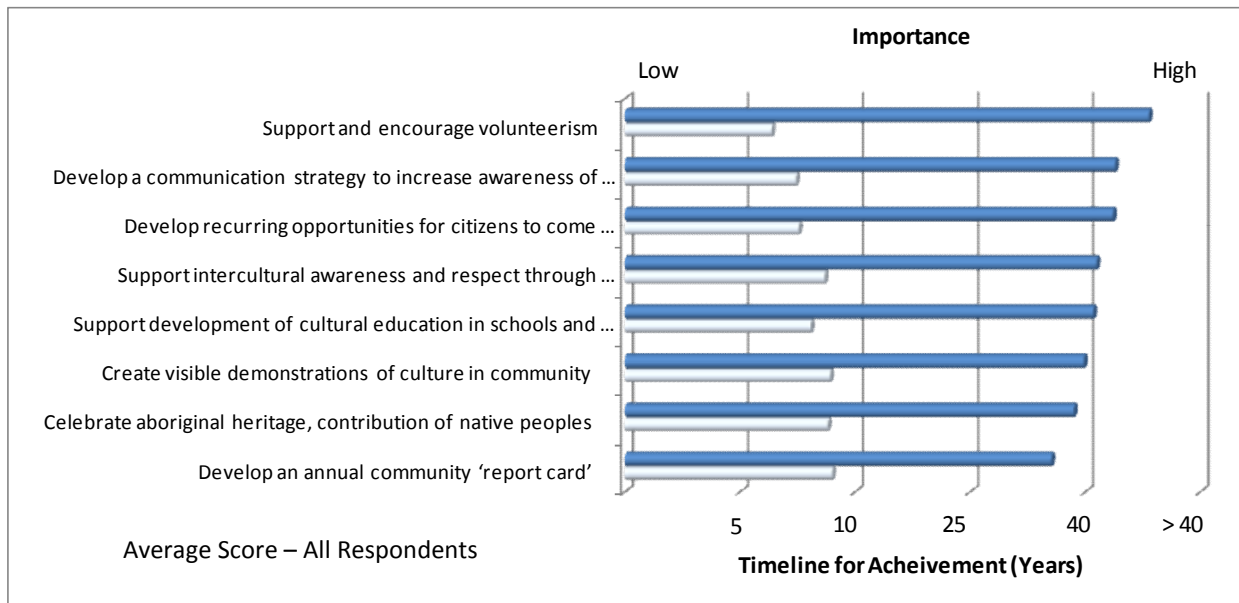 Importance
Low High
Support and encourage volunteerism
Develop a communication strategy to increase awareness of ...
Develop recurring opportunities for citizens to come ...
Support intercultural awareness and respect through ...
Support development of cultural education in schools and ...
Create visible demonstrations of culture in community
Celebrate aboriginal heritage, contribution of native peoples
Develop an annual community ‘report card’
5 10 25 40 > 40
Average Score – All Respondents
Timeline for Acheivement (Years)